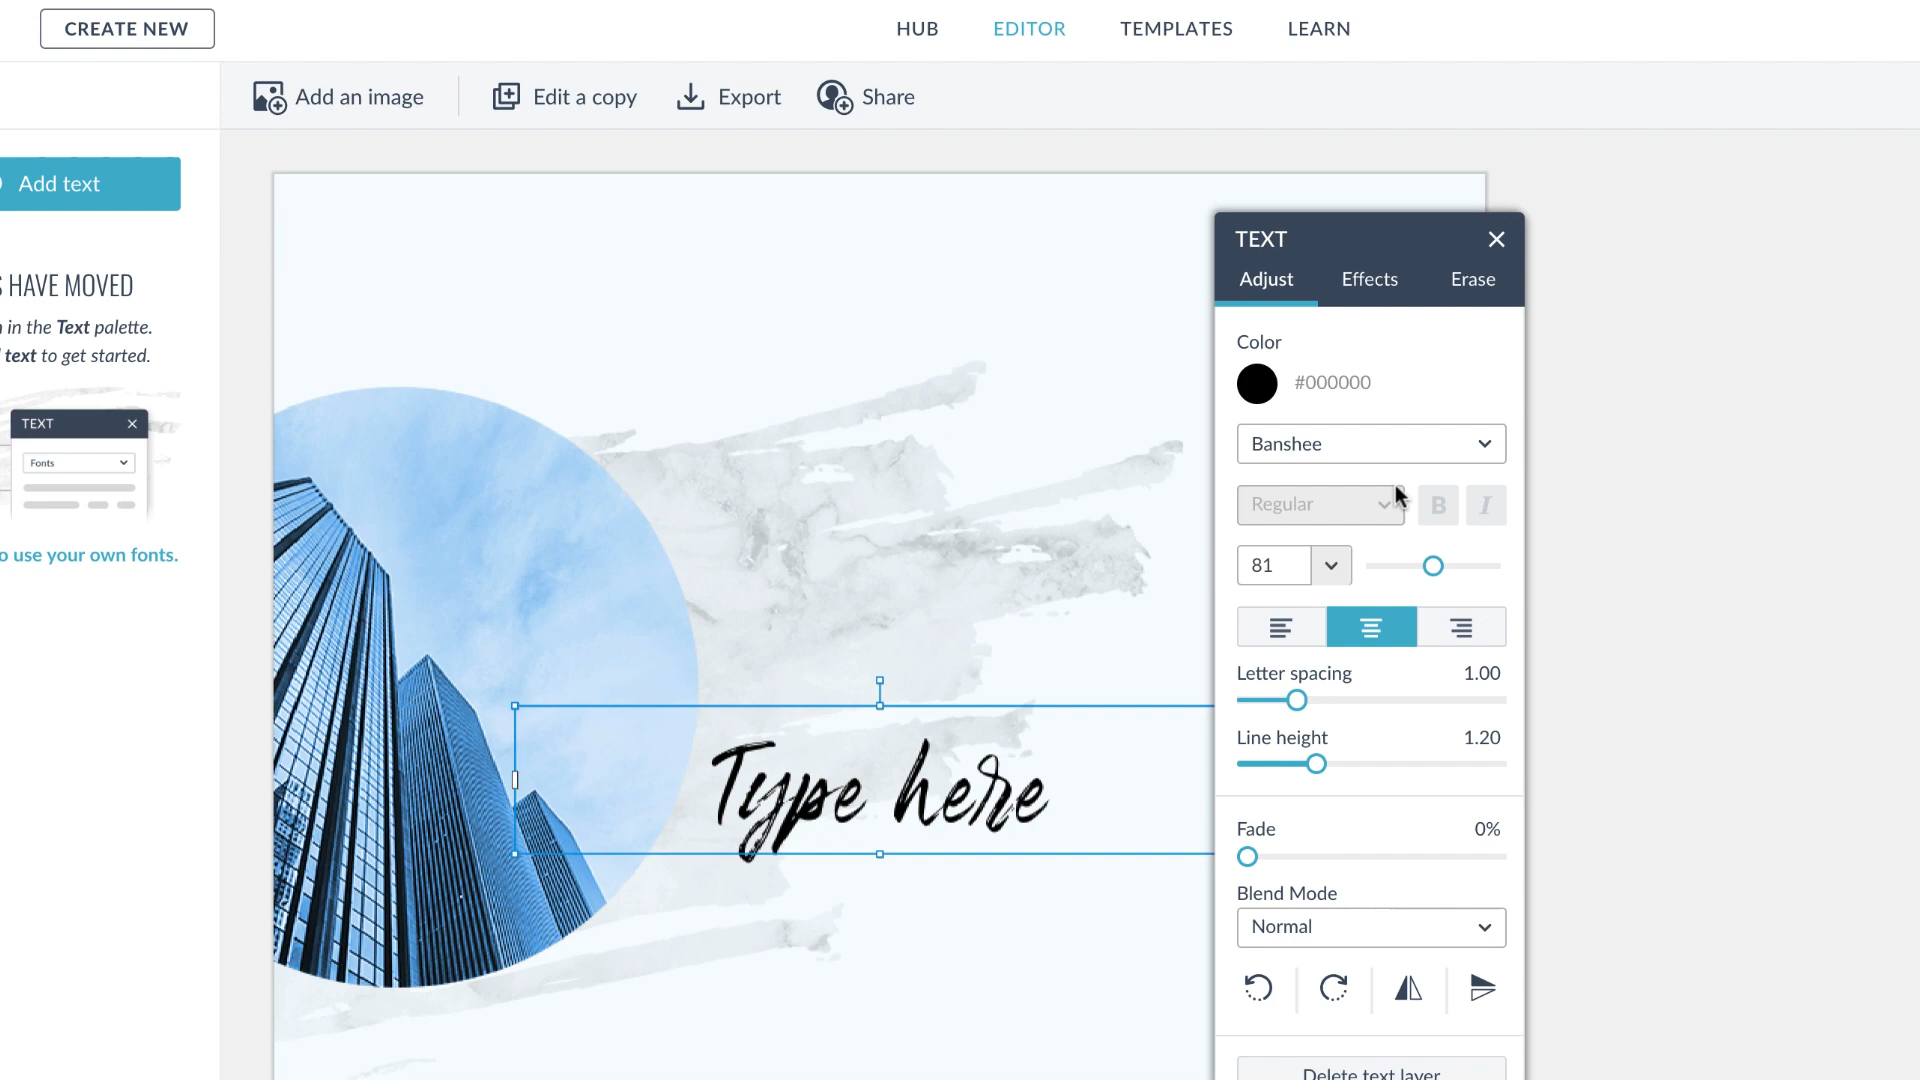 CREATE NEW
HUB
EDITOR
TEMPLATES
LEARN
Add an image
Edit a copy
Export
Share
Add text
HAVE MOVED
in the Text palette.
text to get started.
TEXT
Fonts
use your own fonts.
Type here
TEXT
Adjust
Effects
Erase
Color
#000000
Banshee
Regular
B
I
81
Letter spacing
1.00
Line height
1.20
Fade
0%
Blend Mode
Normal
Delete text layer